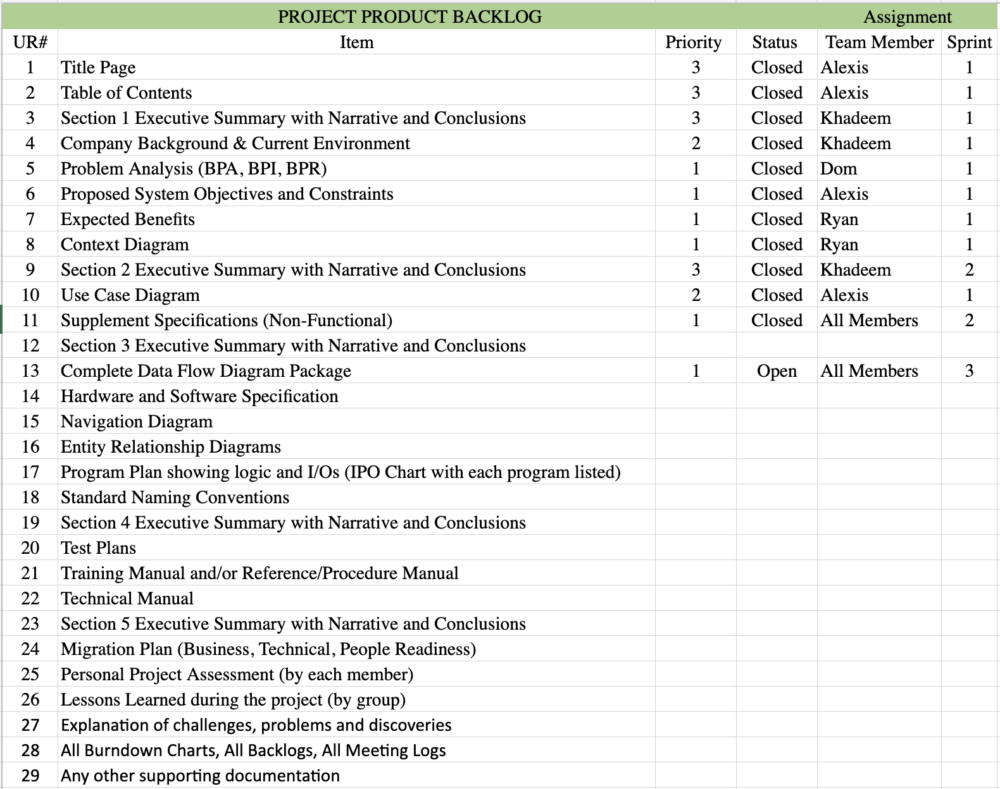 PROJECT PRODUCT BACKLOG Assignment
UR# Item Priority Status Team Member Sprint
1 Title Page 3 Closed Alexis 1
2 Table of Contents 3 Closed Alexis 1
3 Section 1 Executive Summary with Narrative and Conclusions 3 Closed Khadeem 1
4 Company Background & Current Environment 2 Closed Khadeem 1
5 Problem Analysis (BPA, BPI, BPR) 1 Closed Dom 1
6 Proposed System Objectives and Constraints 1 Closed Alexis 1
7 Expected Benefits 1 Closed Ryan 1
8 Context Diagram 1 Closed Ryan 1
9 Section 2 Executive Summary with Narrative and Conclusions 3 Closed Khadeem 2
10 Use Case Diagram 2 Closed Alexis 1
11 Supplement Specifications (Non-Functional) 1 Closed All Members 2
12 Section 3 Executive Summary with Narrative and Conclusions
13 Complete Data Flow Diagram Package 1 Open All Members 3
14 Hardware and Software Specification
15 Navigation Diagram
16 Entity Relationship Diagrams
17 Program Plan showing logic and I/Os (IPO Chart with each program listed)
18 Standard Naming Conventions
19 Section 4 Executive Summary with Narrative and Conclusions
20 Test Plans
21 Training Manual and/or Reference/Procedure Manual
22 Technical Manual
23 Section 5 Executive Summary with Narrative and Conclusions
24 Migration Plan (Business, Technical, People Readiness)
25 Personal Project Assessment (by each member)
26 Lessons Learned during the project (by group)
27 Explanation of challenges, problems and discoveries
28 All Burndown Charts, All Backlogs, All Meeting Logs
29 Any other supporting documentation